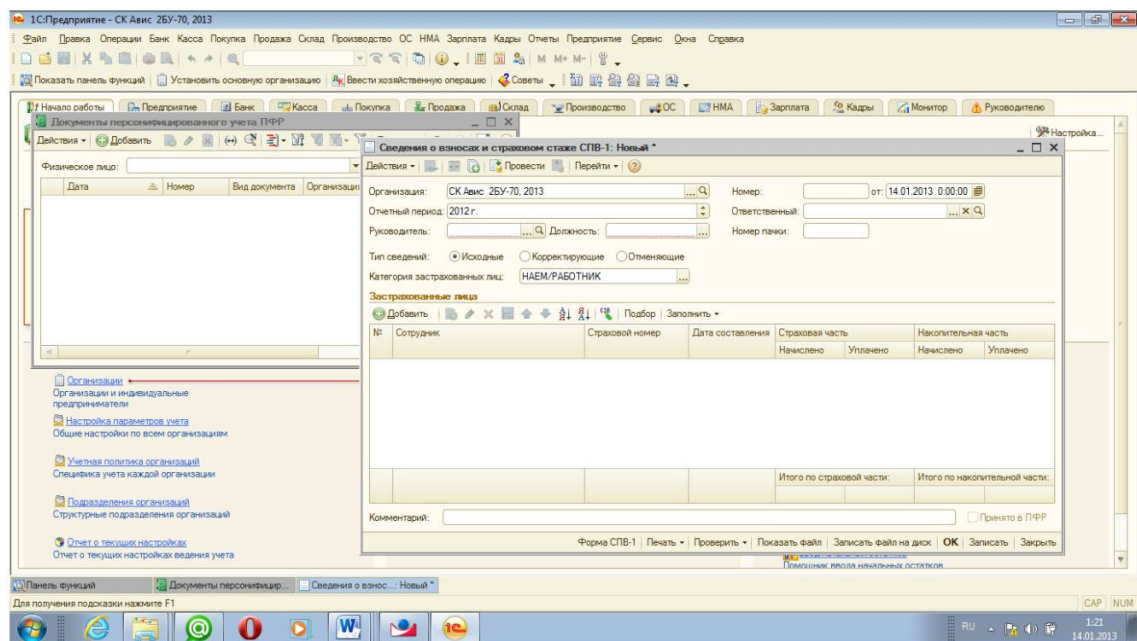 1С:Предприятие - СК Авис 2БУ-70, 2013
Файл Правка Операции Банк Касса Покупка Продажа Склад Производство ОС НМА Зарплата Кадры Отчеты Предприятие Сервис Окна Справка
M M+ M-
Показать панель функций Установить основную организацию Ввести хозяйственную операцию Советы
Начало работы Предприятие Банк Касса Покупка Продажа Склад Производство ОС НМА Зарплата Кадры Монитор Руководителю
Настройка...
Документы персонифицированного учета ПФР
Действия Добавить
Физическое лицо:
Дата Номер Вид документа Организация
Сведения о взносах и страховом стаже СПВ-1: Новый *
Действия Провести Перейти
Организация: СК Авис 2БУ-70, 2013 Номер: от: 14.01.2013 0:00:00
Отчетный период: 2012 г. Ответственный:
Руководитель: Должность: Номер пачки:
Тип сведений: Исходные Корректирующие Отменяющие
Категория застрахованных лиц: НАЕМ/РАБОТНИК
Застрахованные лица
Добавить Подбор Заполнить
№ Сотрудник Страховой номер Дата составления Страховая часть Накопительная часть
Начислено Уплачено Начислено Уплачено
Итого по страховой части: Итого по накопительной части:
Комментарий: Принято в ПФР
Форма СПВ-1 Печать Проверить Показать файл Записать файл на диск OK Записать Закрыть
Организации
Организации и индивидуальные
предприниматели
Настройка параметров учета
Общие настройки по всем организациям
Учетная политика организаций
Специфика учета каждой организации
Подразделения организаций
Структурные подразделения организаций
Отчет о текущих настройках
Отчет о текущих настройках ведения учета
Помощник ввода начальных остатков
Панель функций Документы персонифицир... Сведения о взнос...: Новый *
Для получения подсказки нажмите F1
CAP NUM
RU 1:21
14.01.2013